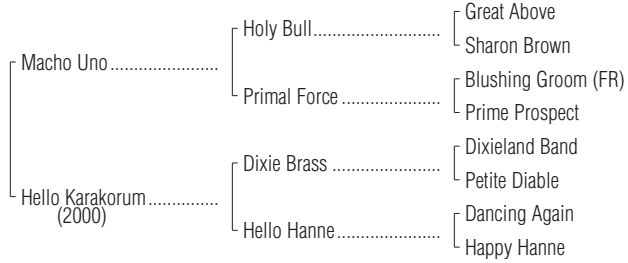 Great Above
Holy Bull
Sharon Brown
Macho Uno
Blushing Groom (FR)
Primal Force
Prime Prospect
Dixieland Band
Dixie Brass
Petite Diable
Hello Karakorum
(2000)
Dancing Again
Hello Hanne
Happy Hanne